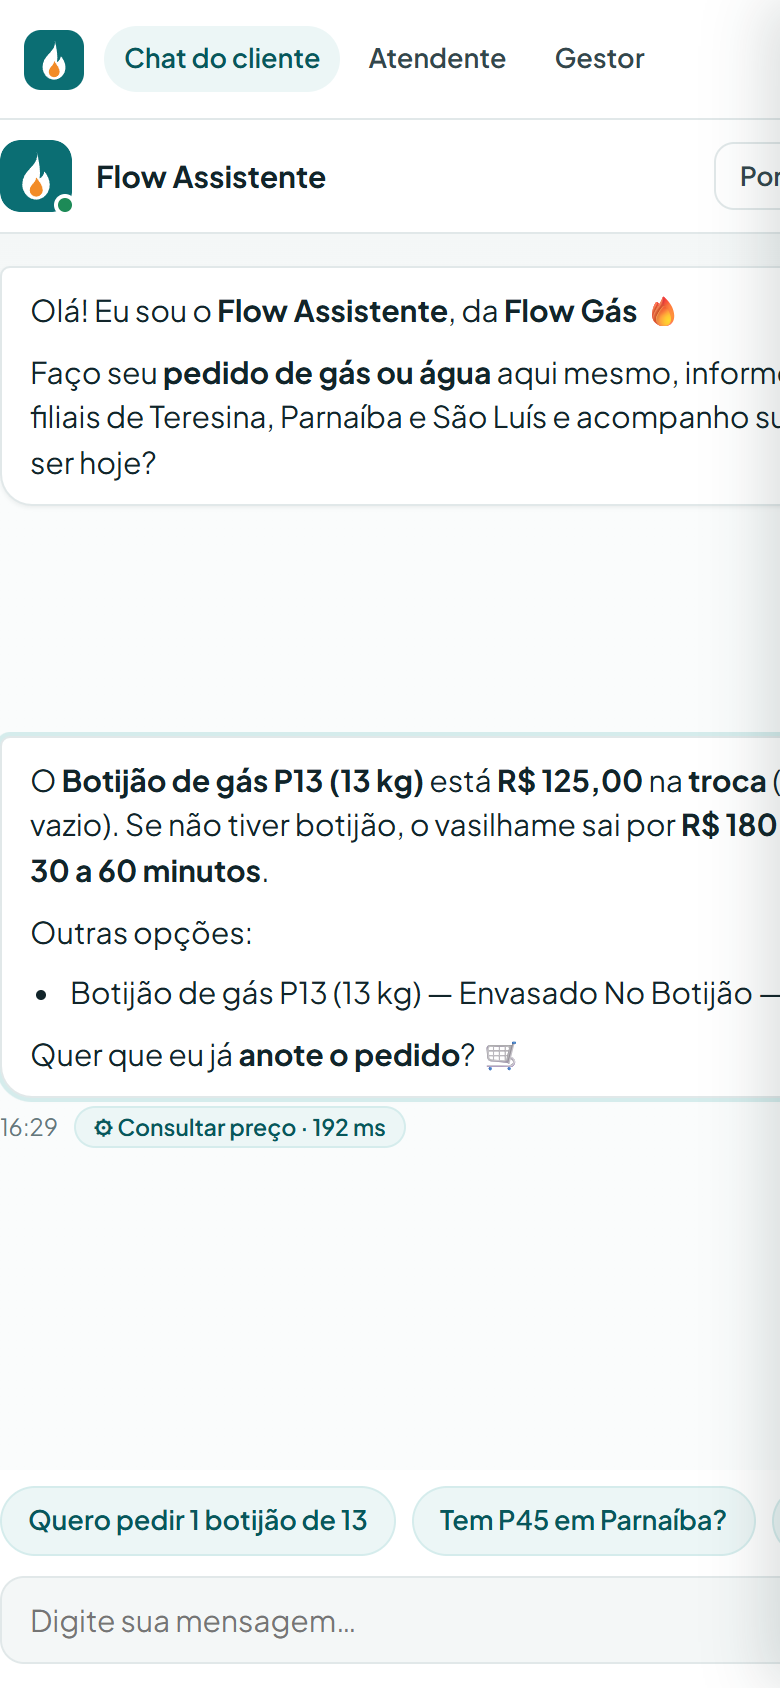 Chat do cliente Atendente Gestor
Flow Assistente
Olá! Eu sou o Flow Assistente, da Flow Gás 🔥
Faço seu pedido de gás ou água aqui mesmo,
filiais de Teresina, Parnaíba e São Luís e acompanho
ser hoje?
O Botijão de gás P13 (13 kg) está R$ 125,00 na troca (
vazio). Se não tiver botijão, o vasilhame sai por R$ 180
30 a 60 minutos.
Outras opções:
• Botijão de gás P13 (13 kg) — Envasado No Botijão —
Quer que eu já anote o pedido? 🛒
16:29 ⚙ Consultar preço · 192 ms
Quero pedir 1 botijão de 13
Tem P45 em Parnaíba?
Digite sua mensagem...